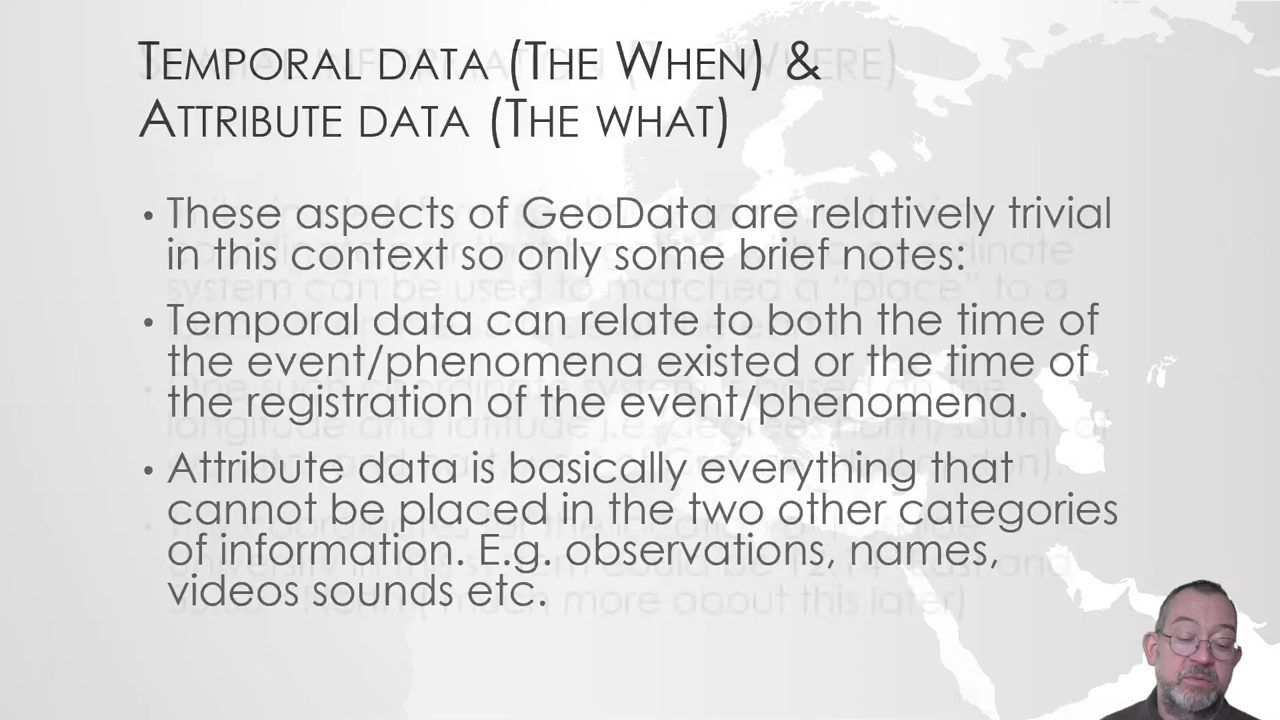 TEMPORAL DATA (THE WHEN) &
ATTRIBUTE DATA (THE WHAT)
• These aspects of GeoData are relatively trivial
in this context so only some brief notes:
• Temporal data can relate to both the time of
the event/phenomena existed or the time of
the registration of the event/phenomena.
• Attribute data is basically everything that
cannot be placed in the two other categories
of information. E.g. observations, names,
videos sounds etc.